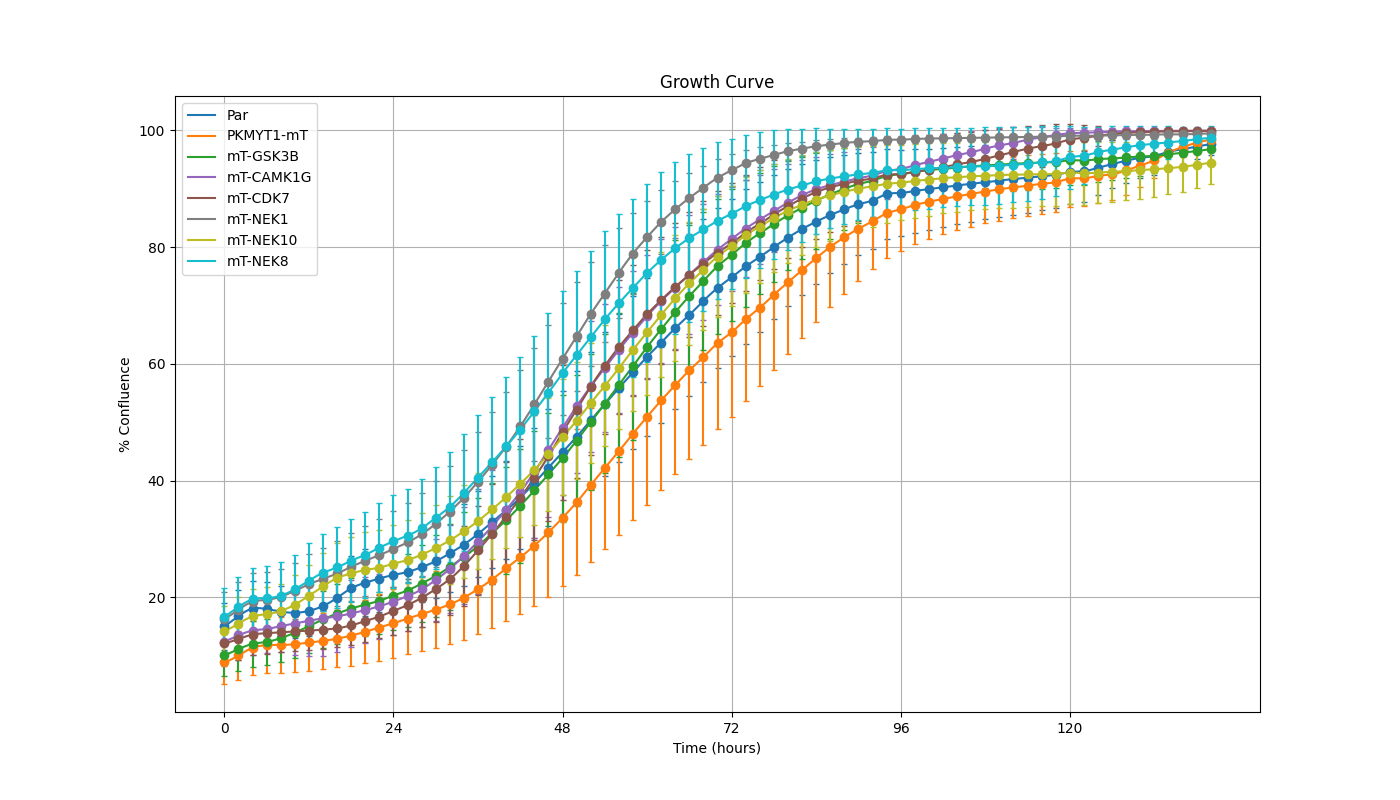 Growth Curve
Par
PKMYT1-mT
mT-GSK3B
mT-CAMK1G
mT-CDK7
mT-NEK1
mT-NEK10
mT-NEK8
100
80
60
40
20
% Confluence
0 24 48 72 96 120
Time (hours)